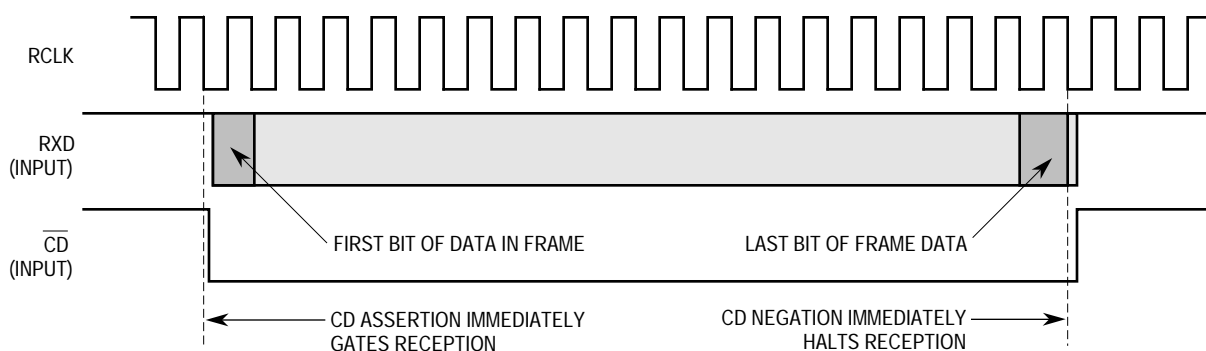 RCLK
RXD
(INPUT)
CD
(INPUT)
FIRST BIT OF DATA IN FRAME
LAST BIT OF FRAME DATA
CD ASSERTION IMMEDIATELY
GATES RECEPTION
CD NEGATION IMMEDIATELY
HALTS RECEPTION